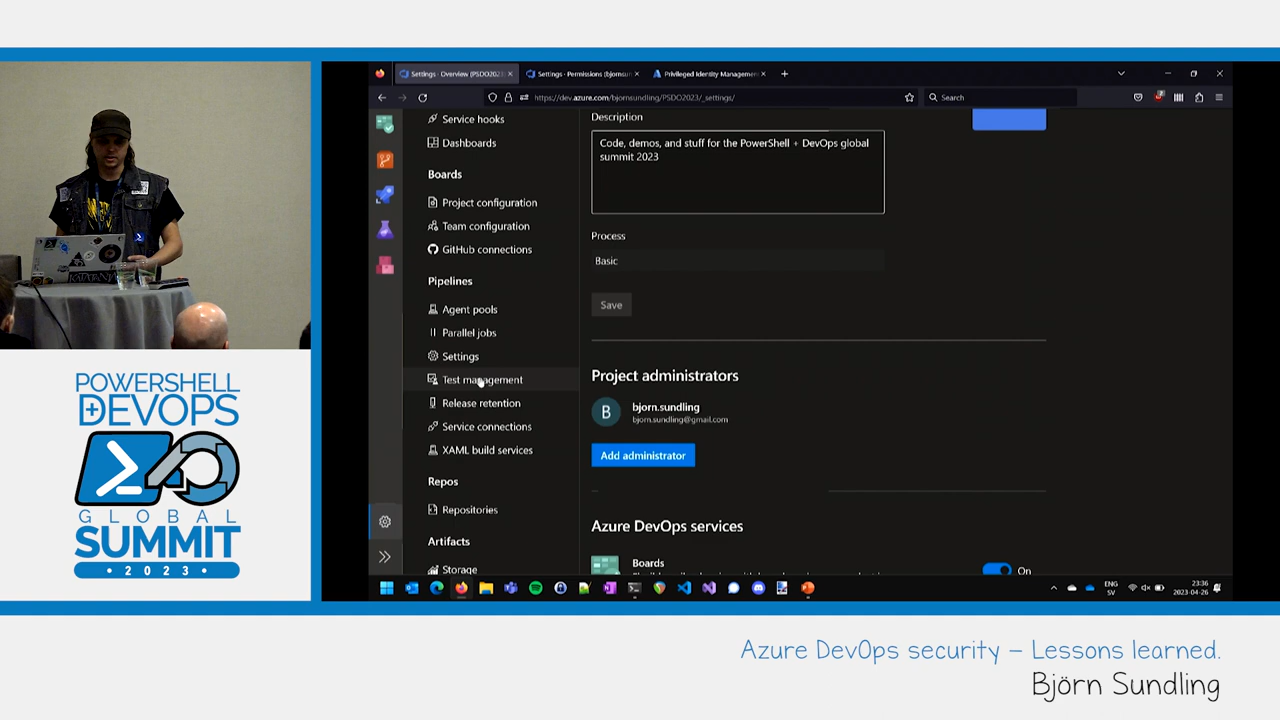 Settings - Overview (PSDO2023)
Settings - Permissions (bjornsun
Privileged Identity Managemen
https://dev.azure.com/bjornsundling/PSDO2023/_settings/
Search
Service hooks
Dashboards
Boards
Project configuration
Team configuration
GitHub connections
Pipelines
Agent pools
Parallel jobs
Settings
Test management
Release retention
Service connections
XAML build services
Repos
Repositories
Artifacts
Storage
Description
Code, demos, and stuff for the PowerShell + DevOps global
summit 2023
Process
Basic
Save
Project administrators
B
bjorn.sundling
bjorn.sundling@gmail.com
Add administrator
Azure DevOps services
Boards
On
ENG
SV
23:36
2023-04-26
POWERSHELL
+DEVOPS
GLOBAL
SUMMIT
• 2 0 2 3 •
Azure DevOps security – Lessons learned.
Björn Sundling